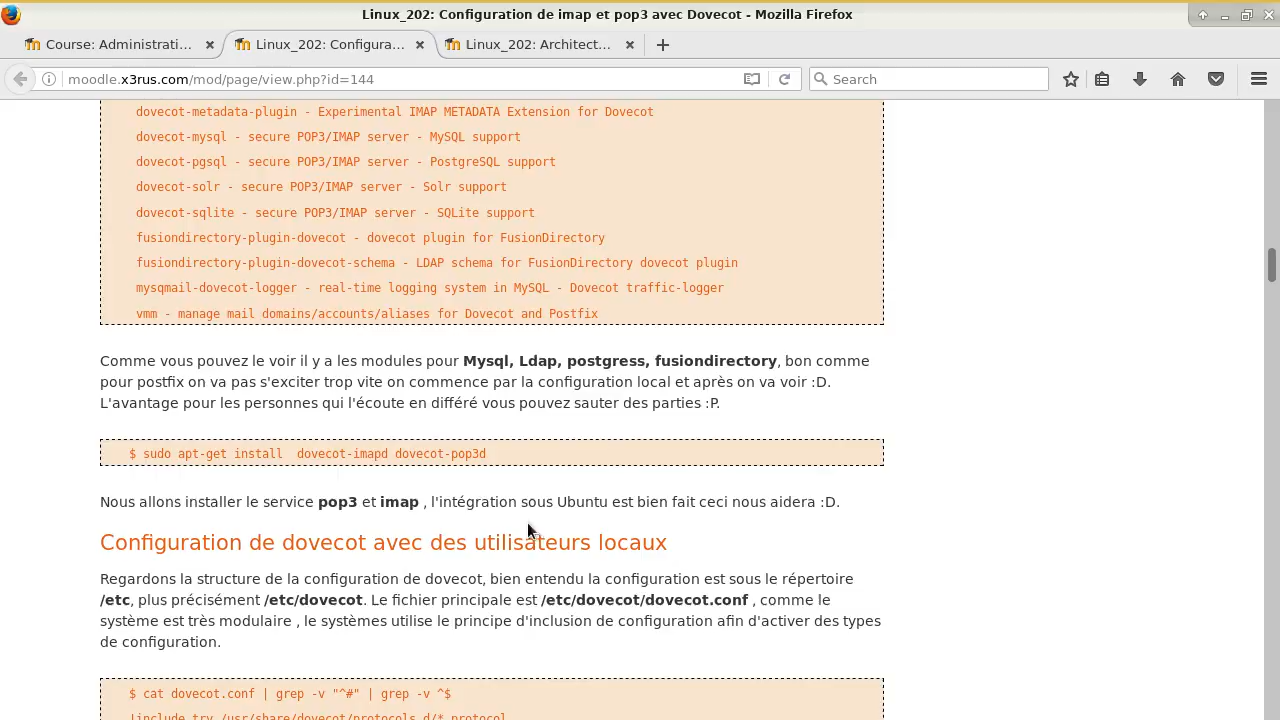 Linux_202: Configuration de imap et pop3 avec Dovecot - Mozilla Firefox
Course: Administrati...
Linux_202: Configura...
Linux_202: Architect...
moodle.x3rus.com/mod/page/view.php?id=144
Search
dovecot-metadata-plugin - Experimental IMAP METADATA Extension for Dovecot
dovecot-mysql - secure POP3/IMAP server - MySQL support
dovecot-pgsql - secure POP3/IMAP server - PostgreSQL support
dovecot-solr - secure POP3/IMAP server - Solr support
dovecot-sqlite - secure POP3/IMAP server - SQLite support
fusiondirectory-plugin-dovecot - dovecot plugin for FusionDirectory
fusiondirectory-plugin-dovecot-schema - LDAP schema for FusionDirectory dovecot plugin
mysqmail-dovecot-logger - real-time logging system in MySQL - Dovecot traffic-logger
vmm - manage mail domains/accounts/aliases for Dovecot and Postfix
Comme vous pouvez le voir il y a les modules pour Mysql, Ldap, postgress, fusiondirectory, bon comme
pour postfix on va pas s'exciter trop vite on commence par la configuration local et après on va voir :D.
L'avantage pour les personnes qui l'écoute en différé vous pouvez sauter des parties :P.
$ sudo apt-get install  dovecot-imapd dovecot-pop3d
Nous allons installer le service pop3 et imap , l'intégration sous Ubuntu est bien fait ceci nous aidera :D.
Configuration de dovecot avec des utilisateurs locaux
Regardons la structure de la configuration de dovecot, bien entendu la configuration est sous le répertoire
/etc, plus précisément /etc/dovecot. Le fichier principale est /etc/dovecot/dovecot.conf , comme le
système est très modulaire , le systèmes utilise le principe d'inclusion de configuration afin d'activer des types
de configuration.
$ cat dovecot.conf | grep -v "^#" | grep -v ^$
!include_try /usr/share/dovecot/protocols.d/*.protocol